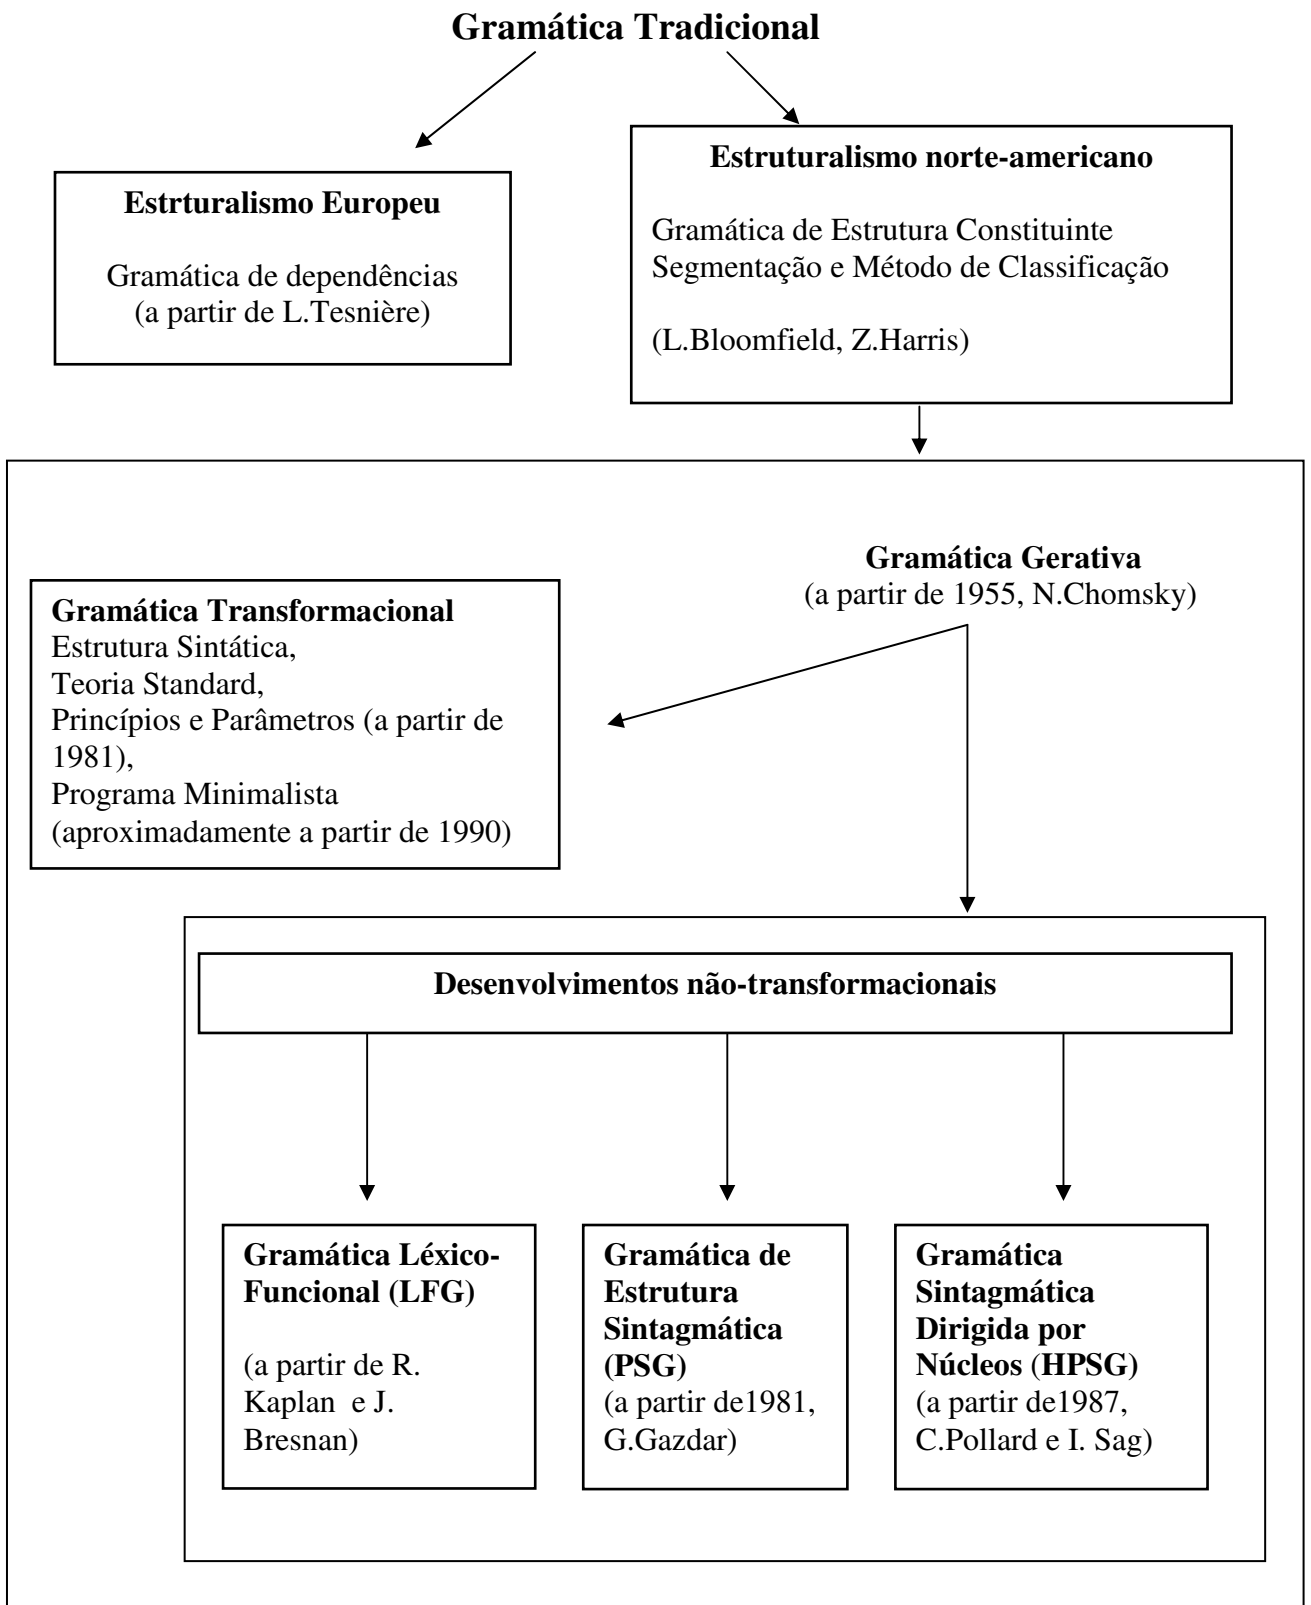 Gramática Tradicional
Estrturalismo Europeu
Gramática de dependências
(a partir de L.Tesnière)
Estruturalismo norte-americano
Gramática de Estrutura Constituinte
Segmentação e Método de Classificação
(L.Bloomfield, Z.Harris)
Gramática Gerativa
(a partir de 1955, N.Chomsky)
Gramática Transformacional
Estrutura Sintática,
Teoria Standard,
Princípios e Parâmetros (a partir de
1981),
Programa Minimalista
(aproximadamente a partir de 1990)
Desenvolvimentos não-transformacionais
Gramática Léxico-
Funcional (LFG)
(a partir de R.
Kaplan  e J.
Bresnan)
Gramática de
Estrutura
Sintagmática
(PSG)
(a partir de1981,
G.Gazdar)
Gramática
Sintagmática
Dirigida por
Núcleos (HPSG)
(a partir de1987,
C.Pollard e I. Sag)